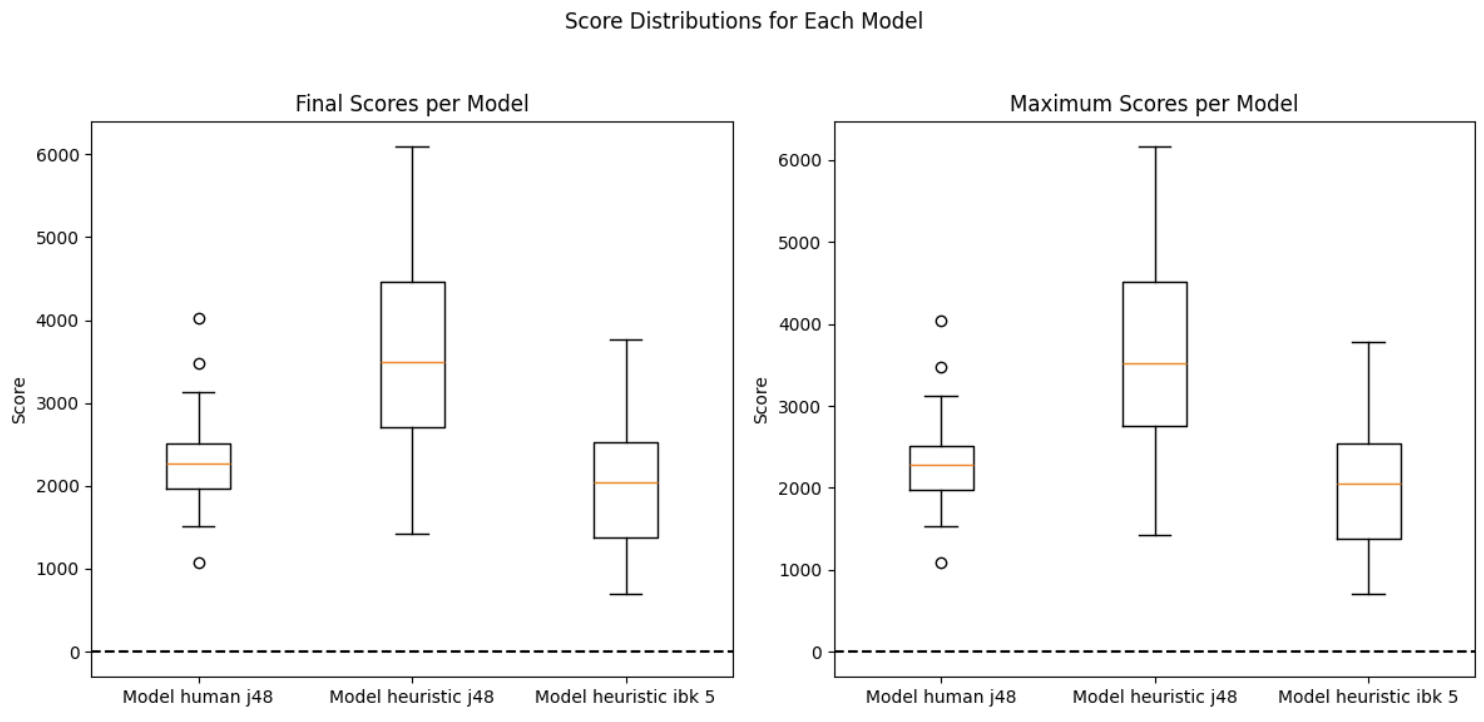 Score Distributions for Each Model
Final Scores per Model
Score
6000
5000
4000
3000
2000
1000
0
Model human j48
Model heuristic j48
Model heuristic ibk 5
Maximum Scores per Model
Score
6000
5000
4000
3000
2000
1000
0
Model human j48
Model heuristic j48
Model heuristic ibk 5